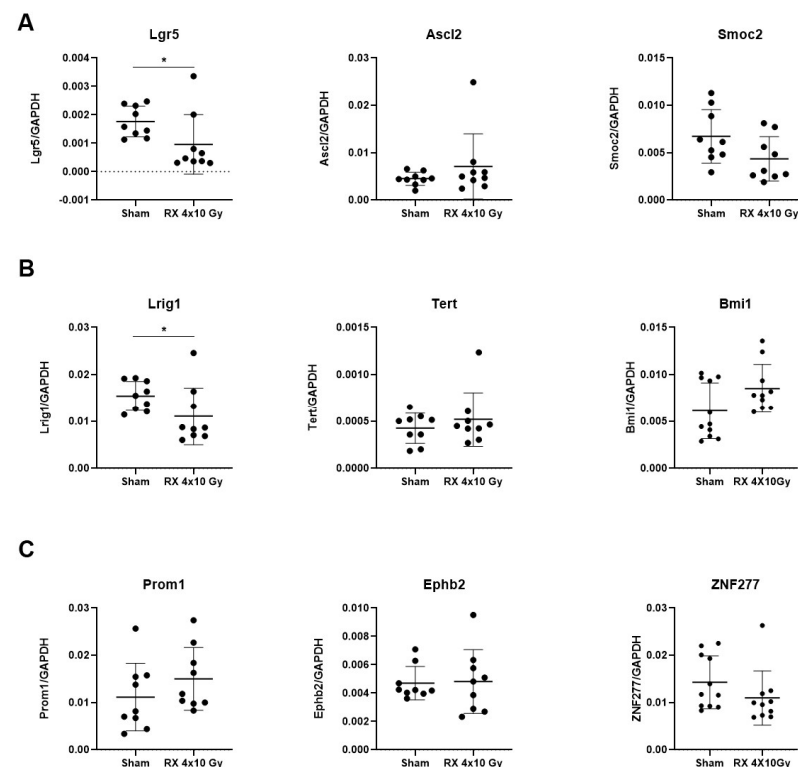 A
Lgr5
*
Lgr5/GAPDH
0.004
0.003
0.002
0.001
0.000
-0.001
Sham RX 4x10 Gy
Ascl2
Ascl2/GAPDH
0.03
0.02
0.01
0.00
Sham RX 4x10 Gy
Smoc2
Smoc2/GAPDH
0.015
0.010
0.005
0.000
Sham RX 4x10 Gy
B
Lrig1
*
Lrig1/GAPDH
0.03
0.02
0.01
0.00
Sham RX 4x10 Gy
Tert
Tert/GAPDH
0.0015
0.0010
0.0005
0.0000
Sham RX 4x10 Gy
Bmi1
Bmi1/GAPDH
0.015
0.010
0.005
0.000
Sham RX 4X10Gy
C
Prom1
Prom1/GAPDH
0.03
0.02
0.01
0.00
Sham RX 4x10 Gy
Ephb2
Ephb2/GAPDH
0.010
0.008
0.006
0.004
0.002
0.000
Sham RX 4x10 Gy
ZNF277
ZNF277/GAPDH
0.03
0.02
0.01
0.00
Sham RX 4X10Gy